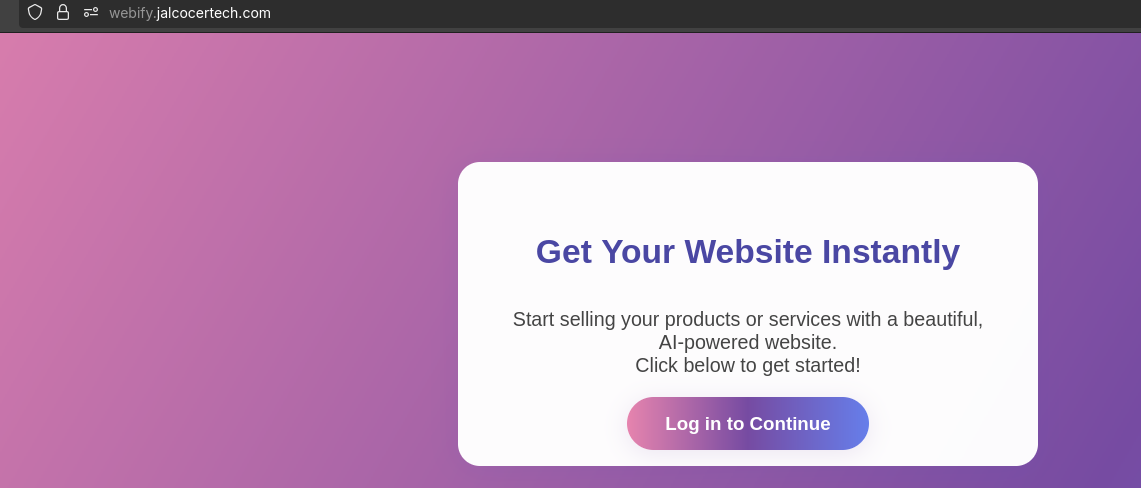 webify.jalcocertech.com
Get Your Website Instantly
Start selling your products or services with a beautiful,
AI-powered website.
Click below to get started!
Log in to Continue